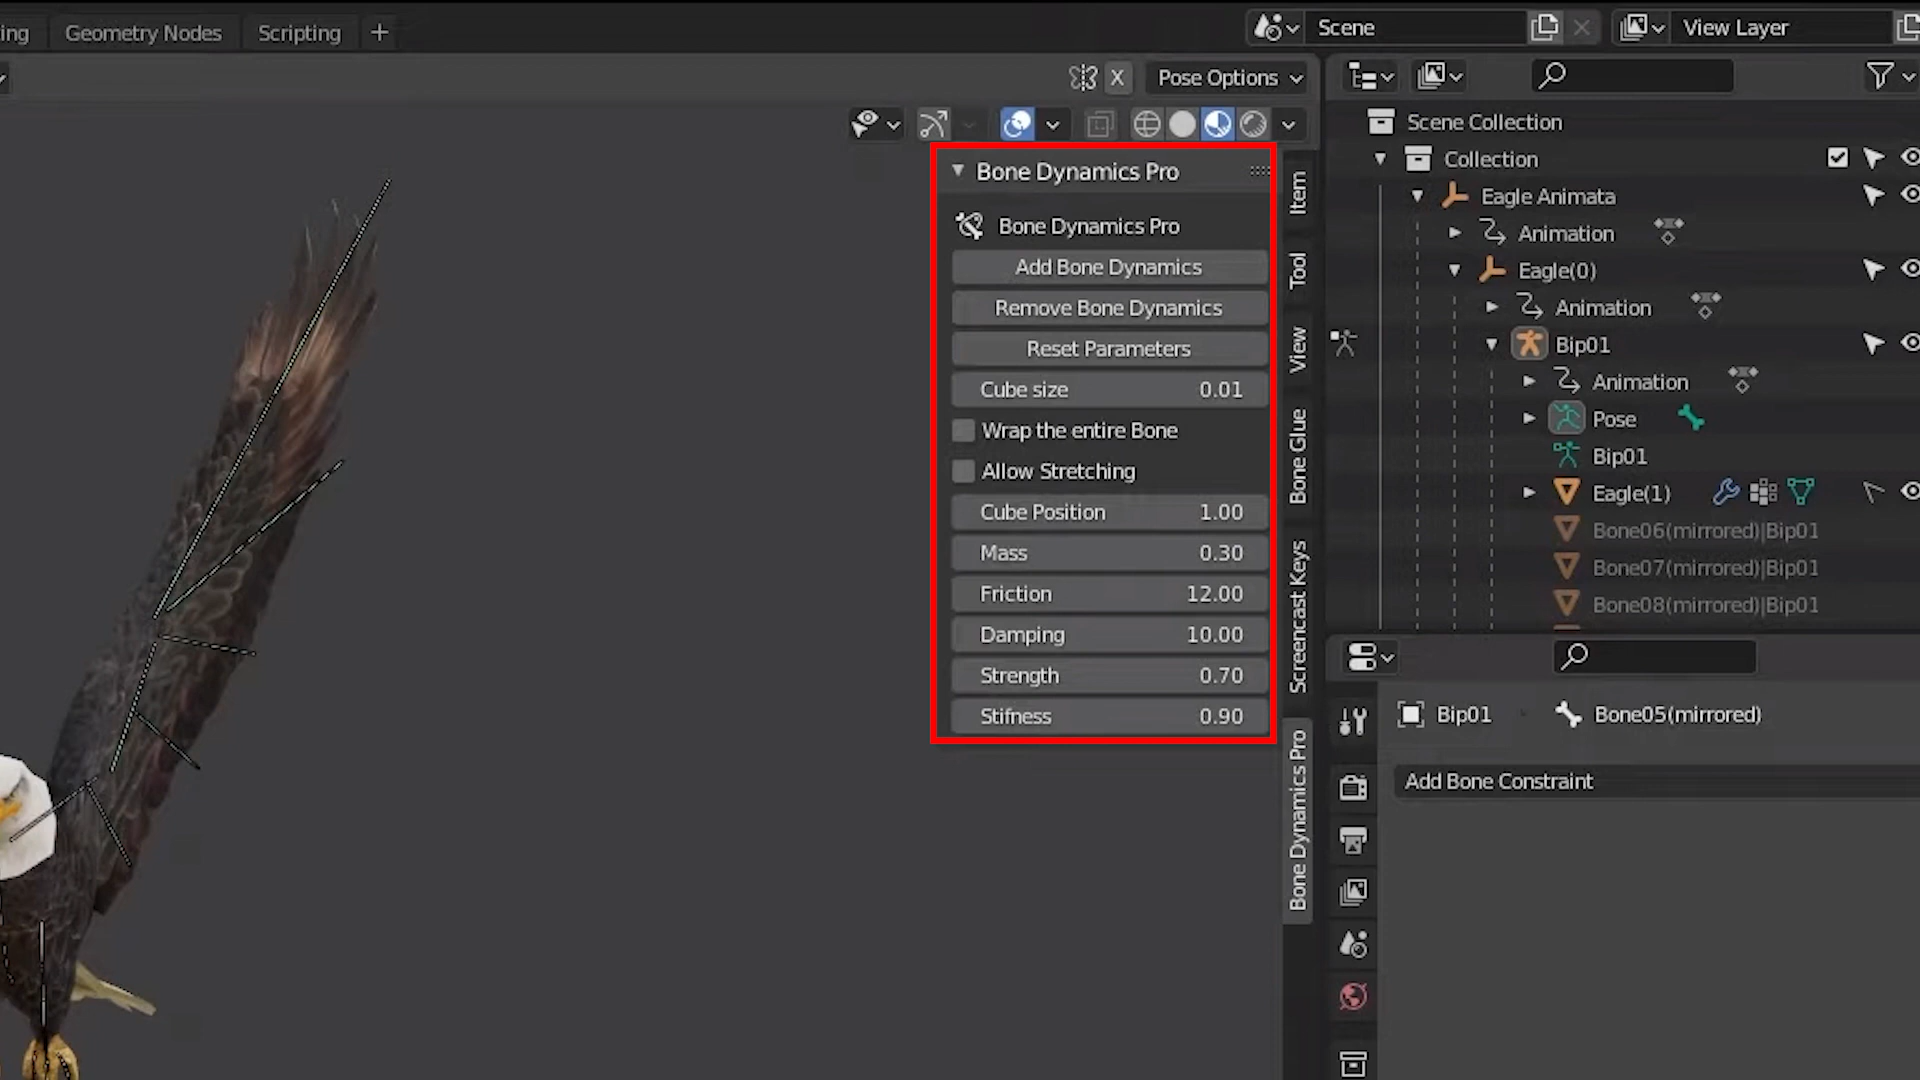 ing
Geometry Nodes
Scripting
+
Scene
View Layer
X
Pose Options
Bone Dynamics Pro
Bone Dynamics Pro
Add Bone Dynamics
Remove Bone Dynamics
Reset Parameters
Cube size 0.01
Wrap the entire Bone
Allow Stretching
Cube Position 1.00
Mass 0.30
Friction 12.00
Damping 10.00
Strength 0.70
Stifness 0.90
Item
Tool
View
Bone Glue
Screencast Keys
Bone Dynamics Pro
Scene Collection
Collection
Eagle Animata
Animation
Eagle(0)
Animation
Bip01
Animation
Pose
Bip01
Eagle(1)
Bone06(mirrored)|Bip01
Bone07(mirrored)|Bip01
Bone08(mirrored)|Bip01
Bip01
Bone05(mirrored)
Add Bone Constraint